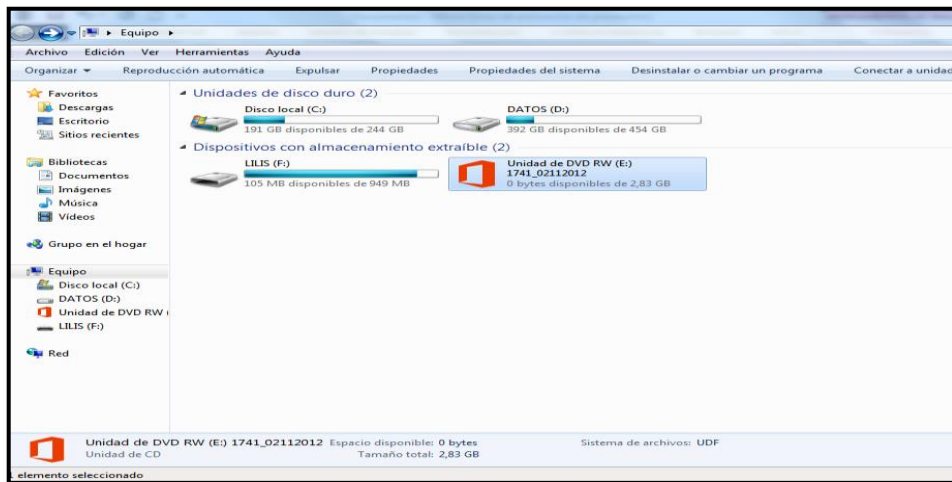 Equipo
Archivo Edición Ver Herramientas Ayuda
Organizar Reproducción automática Expulsar Propiedades Propiedades del sistema Desinstalar o cambiar un programa Conectar a unidad
Favoritos
Descargas
Escritorio
Sitios recientes
Bibliotecas
Documentos
Imágenes
Música
Vídeos
Grupo en el hogar
Equipo
Disco local (C:)
DATOS (D:)
Unidad de DVD RW (
LILIS (F:)
Red
Unidades de disco duro (2)
Disco local (C:)
191 GB disponibles de 244 GB
DATOS (D:)
392 GB disponibles de 454 GB
Dispositivos con almacenamiento extraíble (2)
LILIS (F:)
105 MB disponibles de 949 MB
Unidad de DVD RW (E:)
1741_02112012
0 bytes disponibles de 2,83 GB
Unidad de DVD RW (E:) 1741_02112012 Espacio disponible: 0 bytes Sistema de archivos: UDF
Unidad de CD Tamaño total: 2,83 GB
1 elemento seleccionado